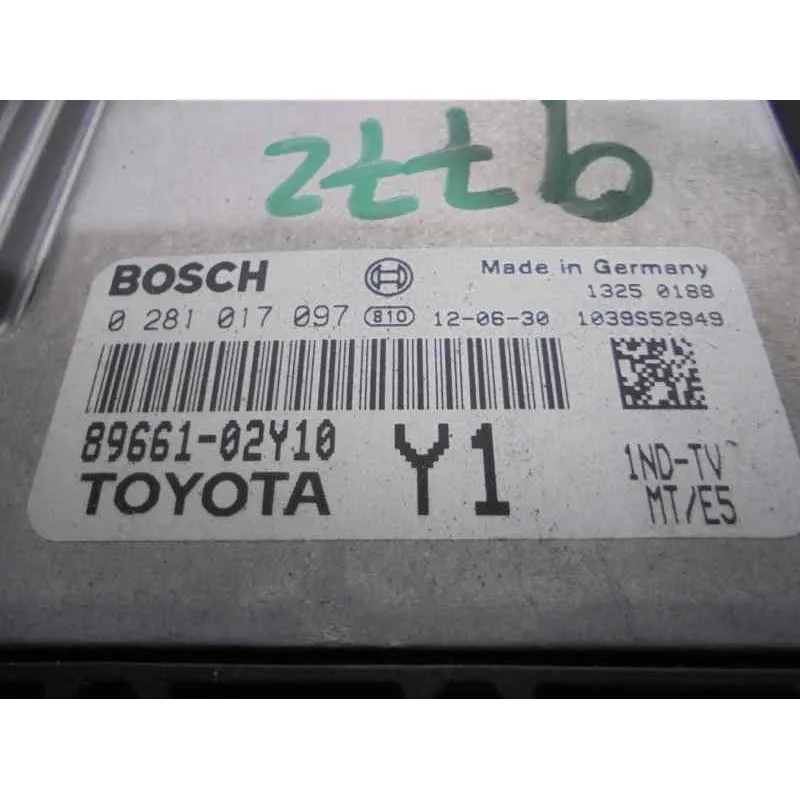 9772
BOSCH Made in Germany
1325 0188
0 281 017 097 810 12-06-30 1039S52949
89661-02Y10
TOYOTA
Y1
1ND-TV
MT/E5